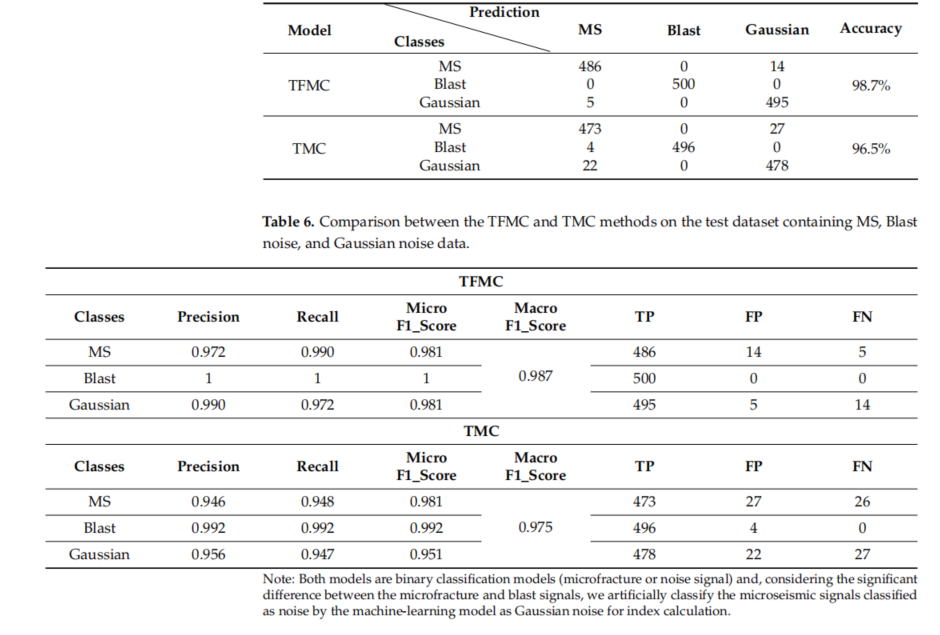 Prediction
Model Classes MS Blast Gaussian Accuracy
MS 486 0 14
TFMC Blast 0 500 0 98.7%
Gaussian 5 0 495
MS 473 0 27
TMC Blast 4 496 0 96.5%
Gaussian 22 0 478
Table 6. Comparison between the TFMC and TMC methods on the test dataset containing MS, Blast
noise, and Gaussian noise data.
TFMC
Classes Precision Recall Micro F1_Score Macro F1_Score TP FP FN
MS 0.972 0.990 0.981 486 14 5
Blast 1 1 1 0.987 500 0 0
Gaussian 0.990 0.972 0.981 495 5 14
TMC
Classes Precision Recall Micro F1_Score Macro F1_Score TP FP FN
MS 0.946 0.948 0.981 473 27 26
Blast 0.992 0.992 0.992 0.975 496 4 0
Gaussian 0.956 0.947 0.951 478 22 27
Note: Both models are binary classification models (microfracture or noise signal) and, considering the significant
difference between the microfracture and blast signals, we artificially classify the microseismic signals classified
as noise by the machine-learning model as Gaussian noise for index calculation.